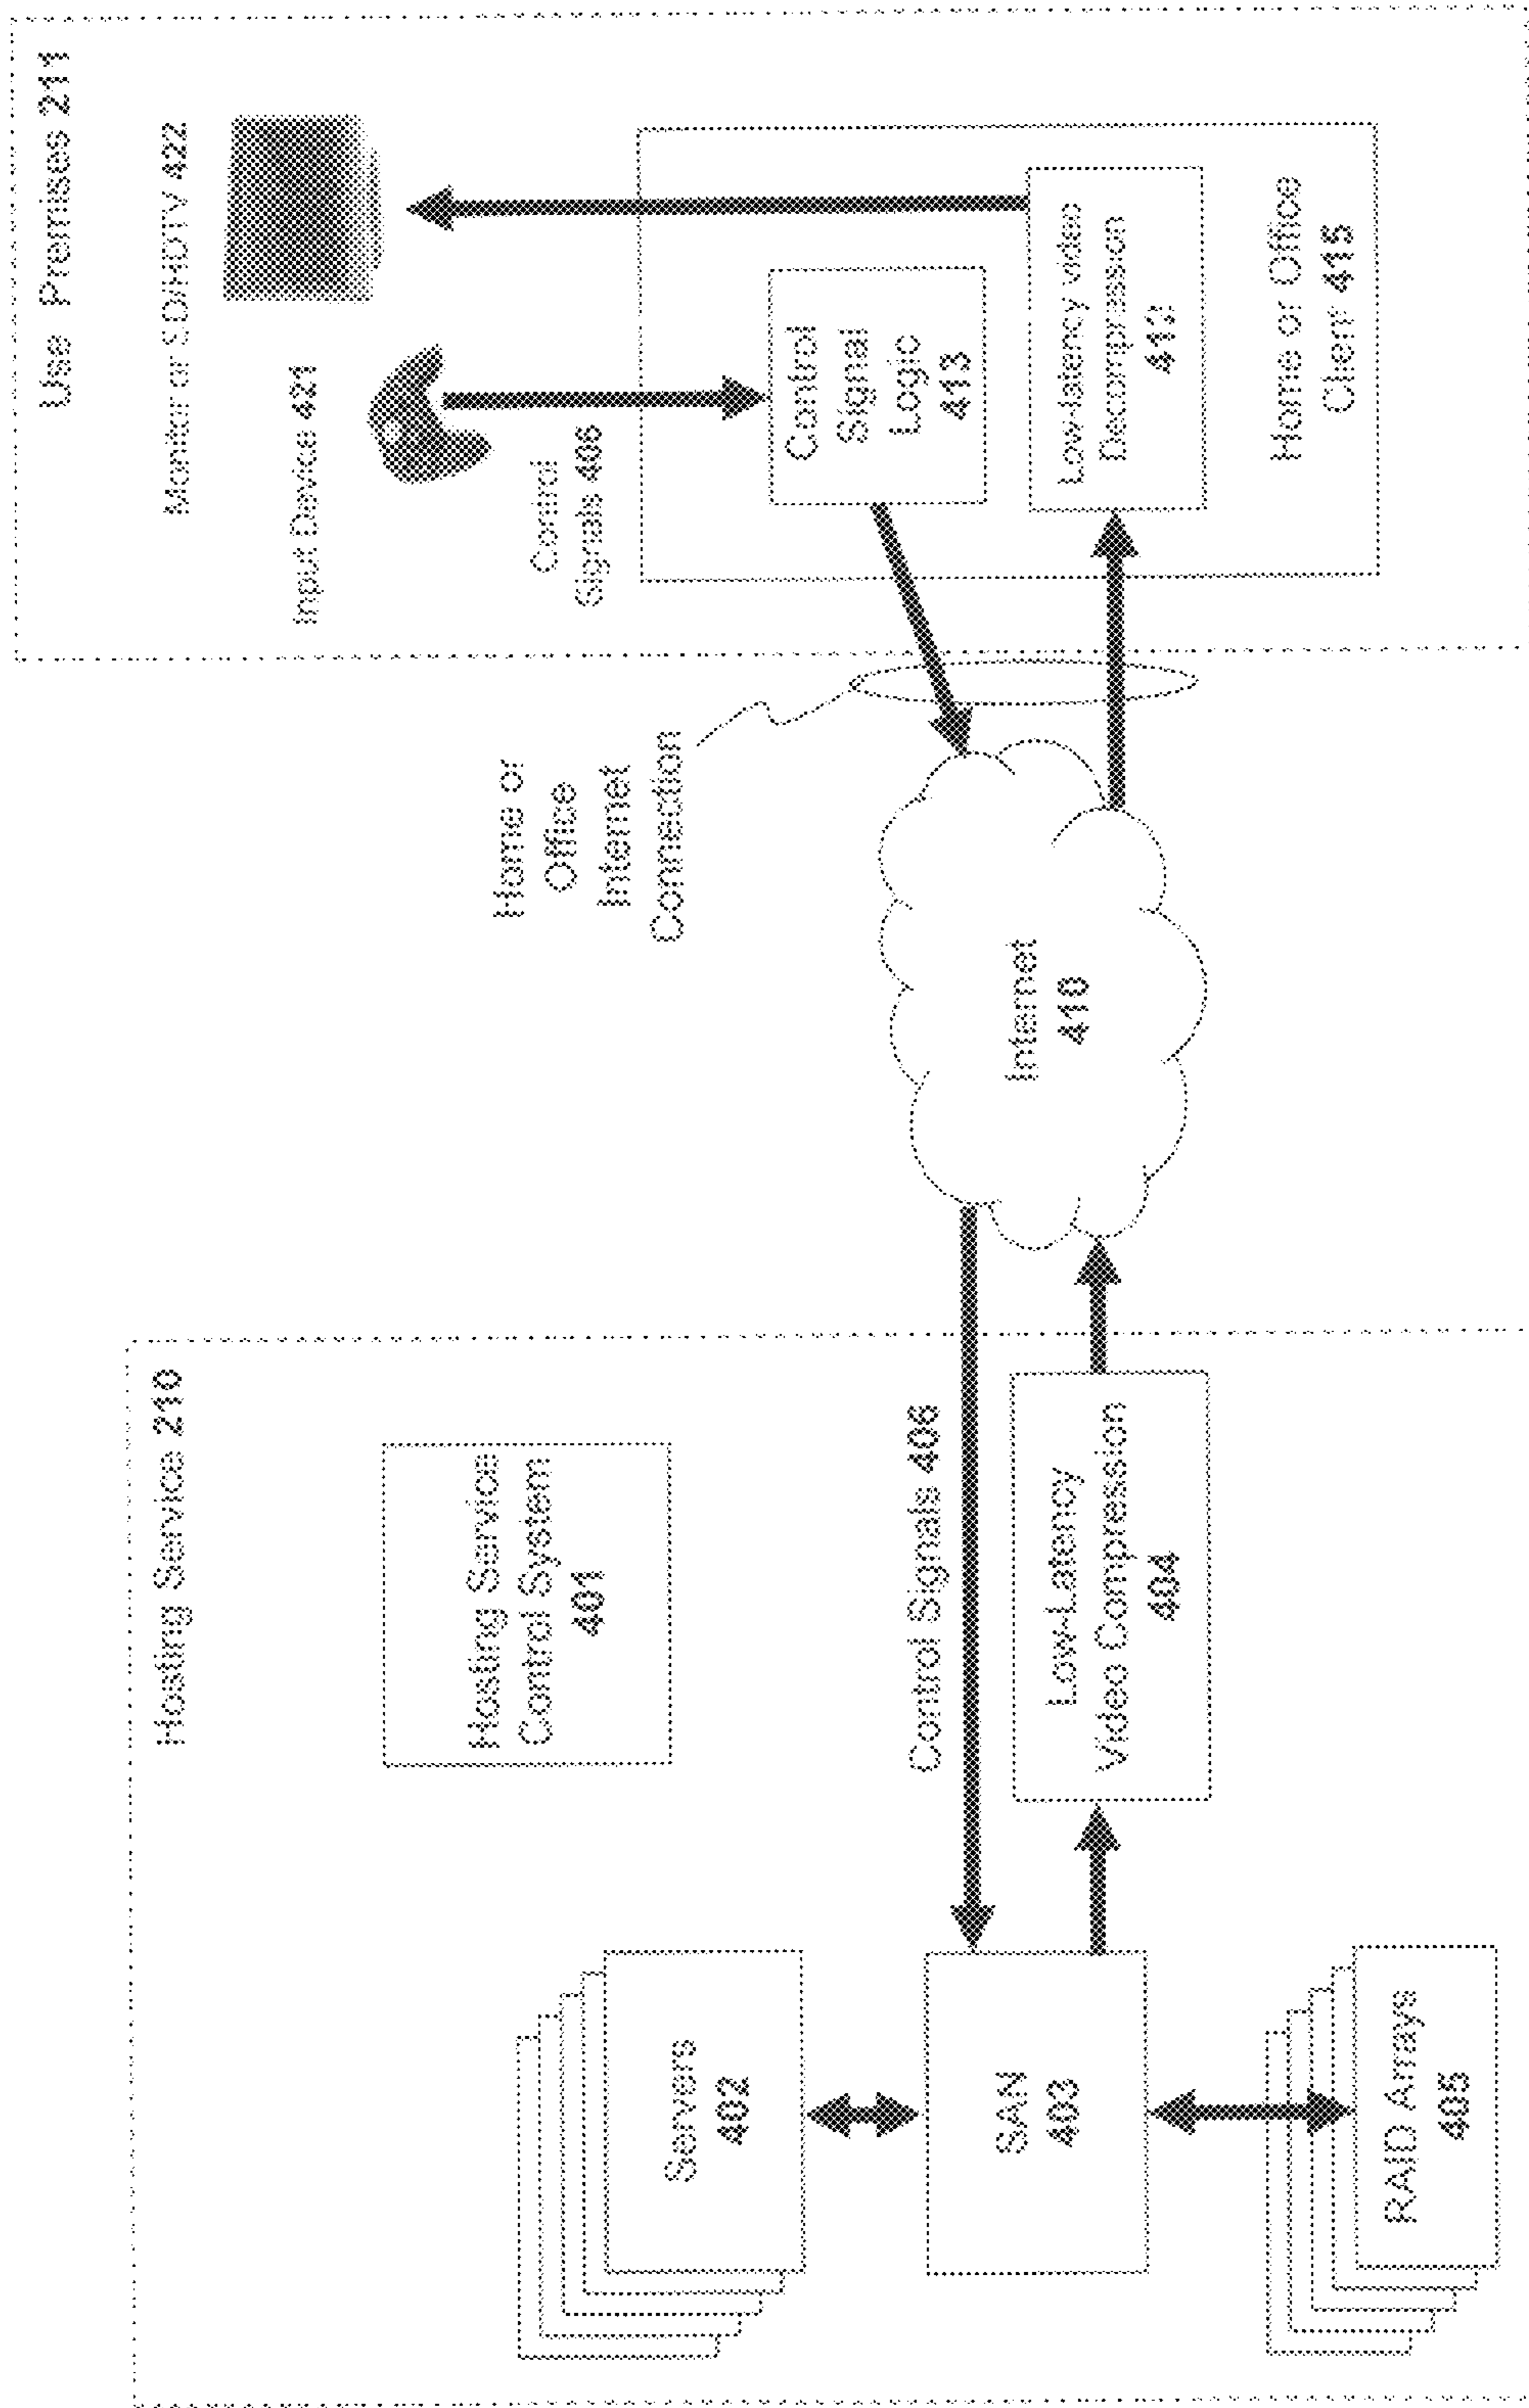 Hosting Service 210
Hosting Service
Control System
401
Servers
402
SAN
403
RAID Arrays
405
Control Signals 406
Low-Latency
Video Compression
404
Internet
410
Home or
Office
Internet
Connection
Use Premises 211
Monitor or SD/HDTV 422
Input Device 421
Control
Signals 406
Control
Signal
Logic
413
Low-latency video
Decompression
412
Home or Office
Client 415